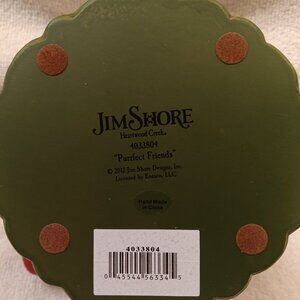 JIM SHORE
Heartwood Creek®
4033804
"Purrfect Friends"
© 2012 Jim Shore Designs, Inc.
Licensed by Enesco, LLC
Hand Made
in China
4033804
0 45544 56334 5